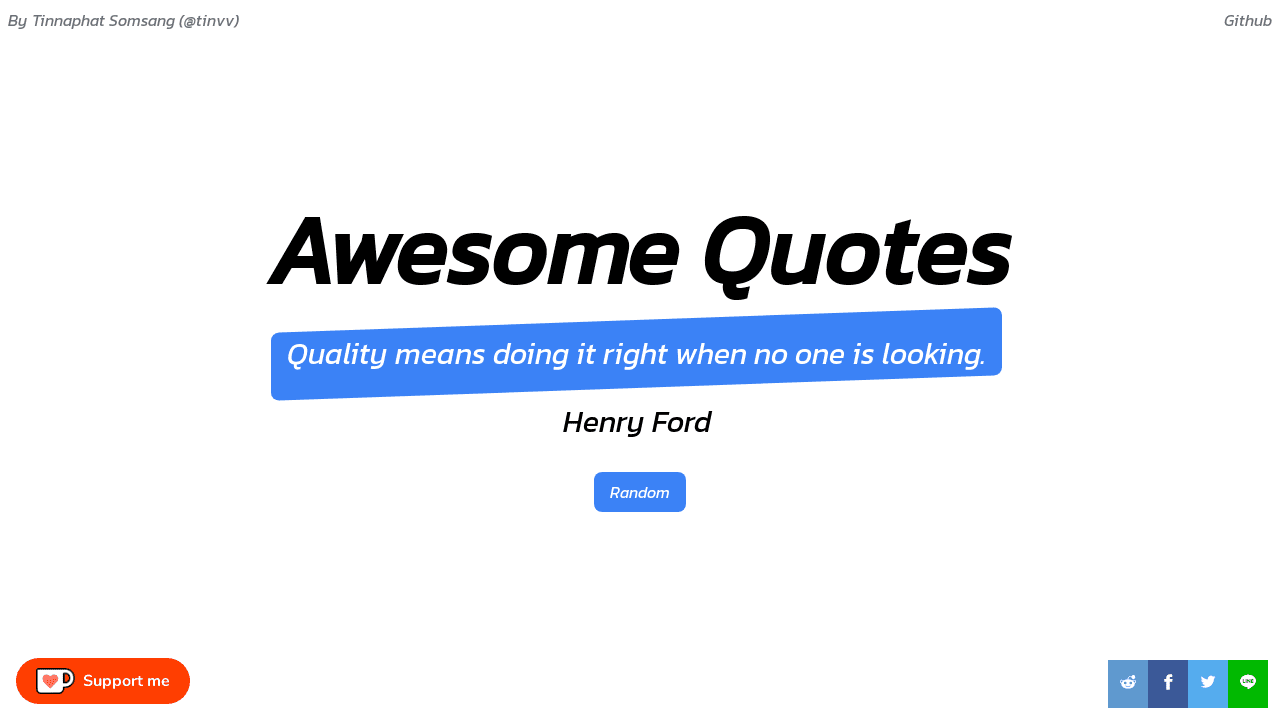 By Tinnaphat Somsang (@tinvv)
Github
Awesome Quotes
Quality means doing it right when no one is looking.
Henry Ford
Random
Support me
LINE